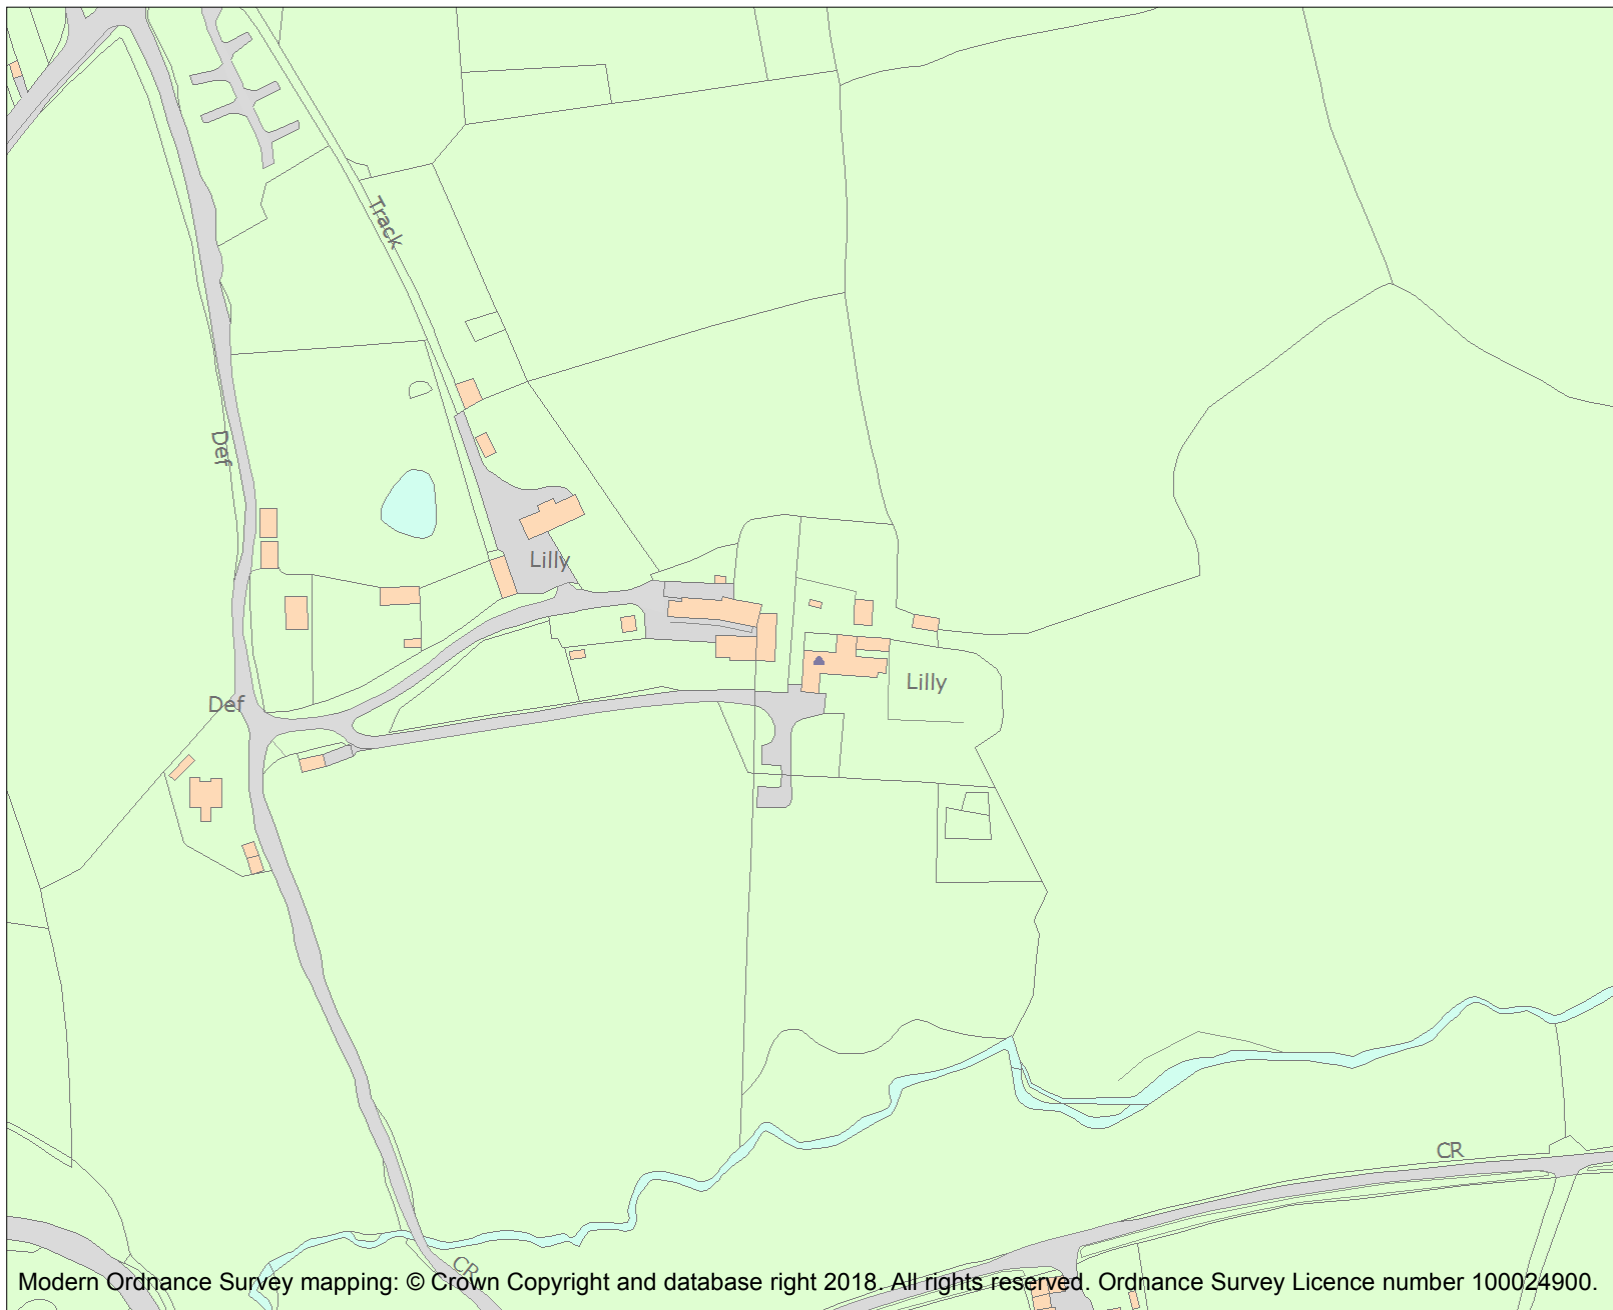 Track
Def
Lilly
Lilly
Def
CR
CR
Modern Ordnance Survey mapping: © Crown Copyright and database right 2018. All rights reserved. Ordnance Survey Licence number 100024900.